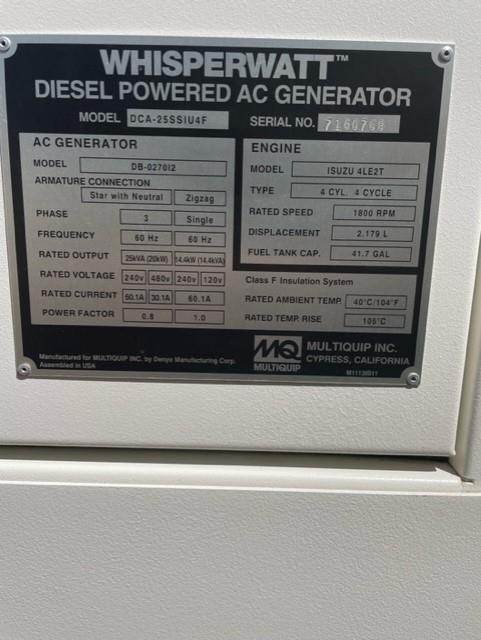 WHISPERWATT™
DIESEL POWERED AC GENERATOR
MODEL DCA-25SSIU4F SERIAL NO. 7160768
AC GENERATOR
MODEL DB-0270I2
ARMATURE CONNECTION
Star with Neutral Zigzag
PHASE 3 Single
FREQUENCY 60 Hz 60 Hz
RATED OUTPUT 25kVA (20kW) 14.4kW (14.4kVA)
RATED VOLTAGE 240v 480v 240v 120v
RATED CURRENT 60.1A 30.1A 60.1A
POWER FACTOR 0.8 1.0
Manufactured for MULTIQUIP INC. by Denyo Manufacturing Corp.
Assembled in USA
ENGINE
MODEL ISUZU 4LE2T
TYPE 4 CYL. 4 CYCLE
RATED SPEED 1800 RPM
DISPLACEMENT 2.179 L
FUEL TANK CAP. 41.7 GAL
Class F Insulation System
RATED AMBIENT TEMP. 40°C/104°F
RATED TEMP. RISE 105°C
MQ
MULTIQUIP
MULTIQUIP INC.
CYPRESS, CALIFORNIA